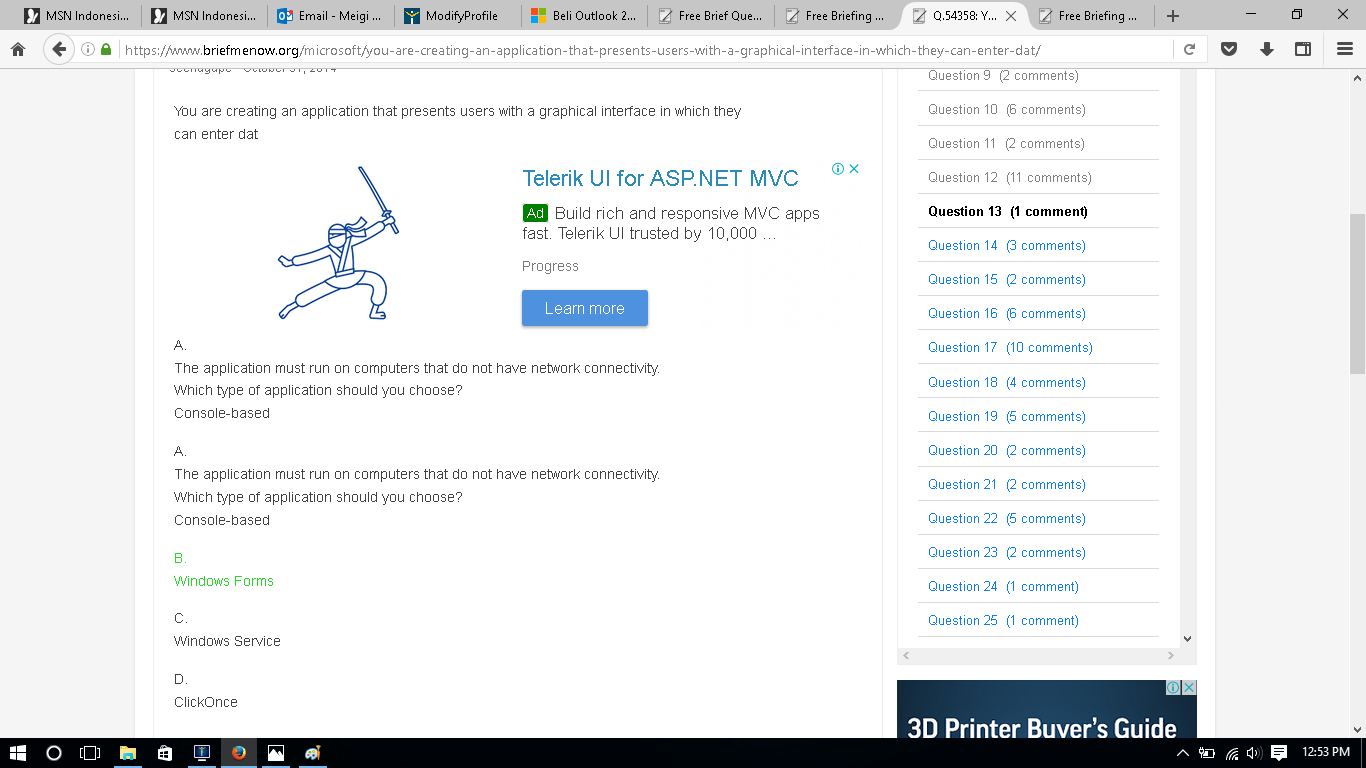 MSN Indonesi...
MSN Indonesi...
Email - Meigi ...
ModifyProfile
Beli Outlook 2...
Free Brief Que...
Free Briefing ...
Q.54358: Y...
Free Briefing ...
https://www.briefmenow.org/microsoft/you-are-creating-an-application-that-presents-users-with-a-graphical-interface-in-which-they-can-enter-dat/
You are creating an application that presents users with a graphical interface in which they
can enter dat
Telerik UI for ASP.NET MVC
Ad Build rich and responsive MVC apps
fast. Telerik UI trusted by 10,000 ...
Progress
Learn more
A.
The application must run on computers that do not have network connectivity.
Which type of application should you choose?
Console-based
A.
The application must run on computers that do not have network connectivity.
Which type of application should you choose?
Console-based
B.
Windows Forms
C.
Windows Service
D.
ClickOnce
Question 9 (2 comments)
Question 10 (6 comments)
Question 11 (2 comments)
Question 12 (11 comments)
Question 13 (1 comment)
Question 14 (3 comments)
Question 15 (2 comments)
Question 16 (6 comments)
Question 17 (10 comments)
Question 18 (4 comments)
Question 19 (5 comments)
Question 20 (2 comments)
Question 21 (2 comments)
Question 22 (5 comments)
Question 23 (2 comments)
Question 24 (1 comment)
Question 25 (1 comment)
3D Printer Buyer's Guide
12:53 PM